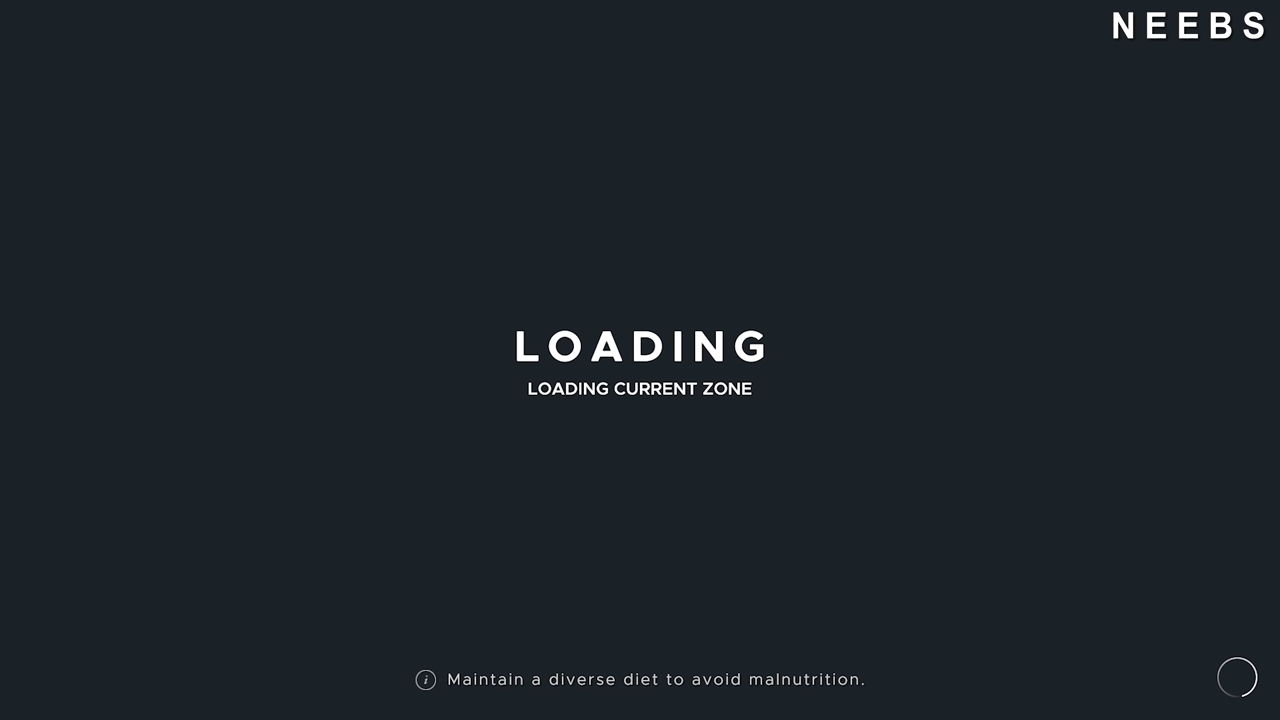 NEEBS
LOADING
LOADING CURRENT ZONE
i Maintain a diverse diet to avoid malnutrition.